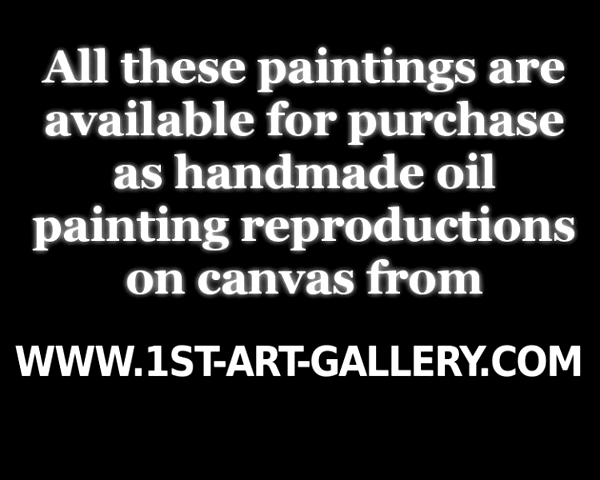 All these paintings are
available for purchase
as handmade oil
painting reproductions
on canvas from
WWW.1ST-ART-GALLERY.COM